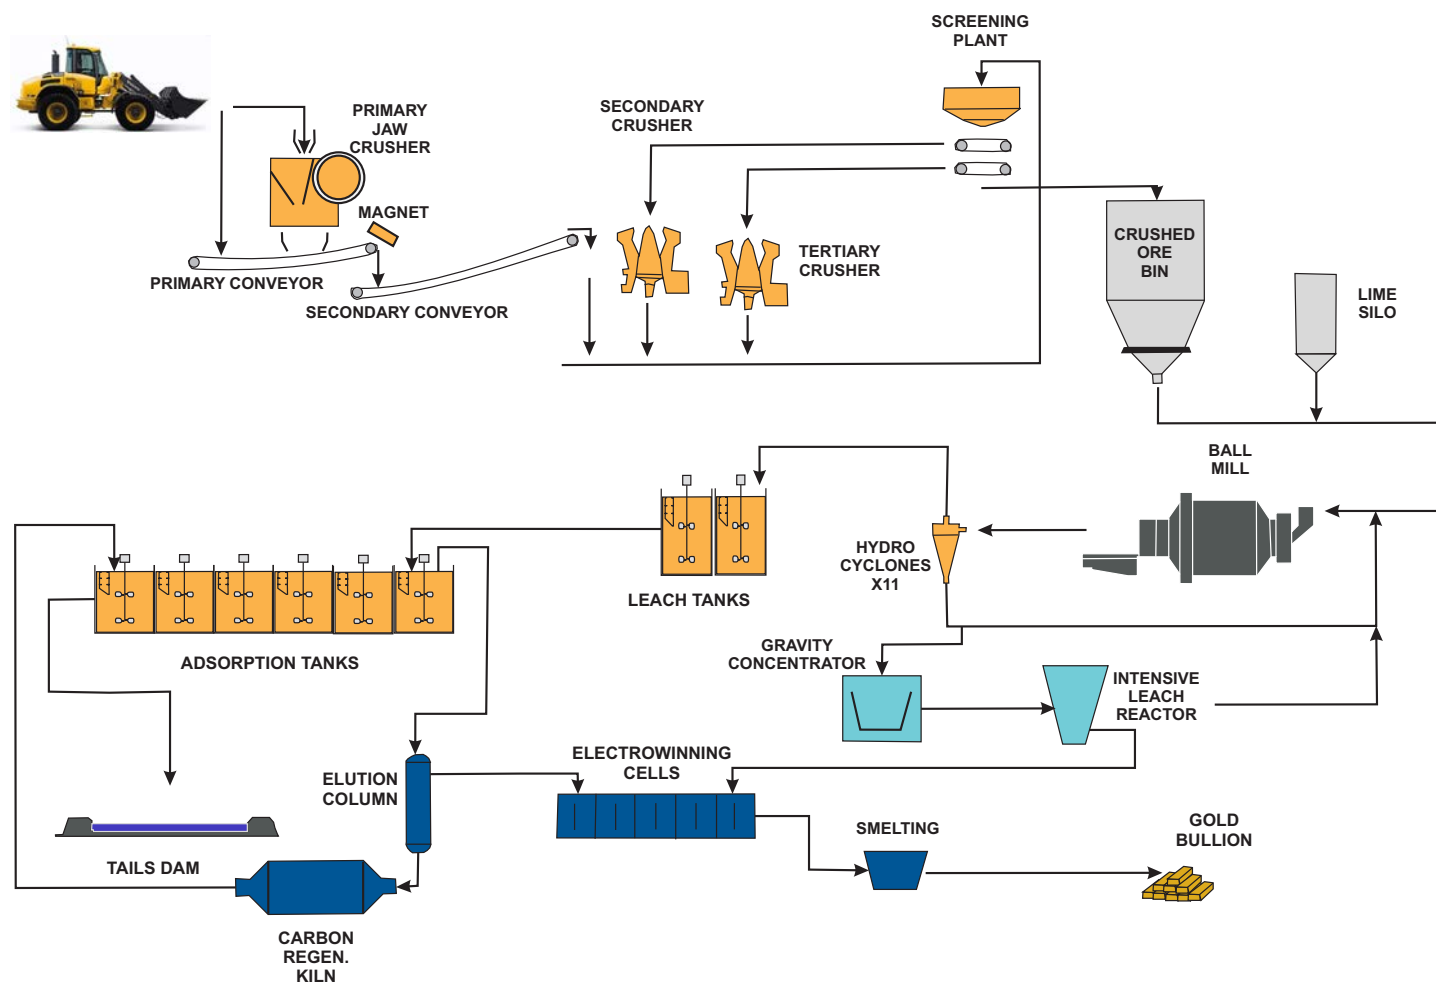 SCREENING
PLANT
PRIMARY
JAW
CRUSHER
SECONDARY
CRUSHER
MAGNET
TERTIARY
CRUSHER
CRUSHED
ORE
BIN
PRIMARY CONVEYOR
SECONDARY CONVEYOR
LIME
SILO
BALL
MILL
HYDRO
CYCLONES
X11
LEACH TANKS
ADSORPTION TANKS
GRAVITY
CONCENTRATOR
INTENSIVE
LEACH
REACTOR
ELECTROWINNING
CELLS
ELUTION
COLUMN
SMELTING
GOLD
BULLION
TAILS DAM
CARBON
REGEN.
KILN